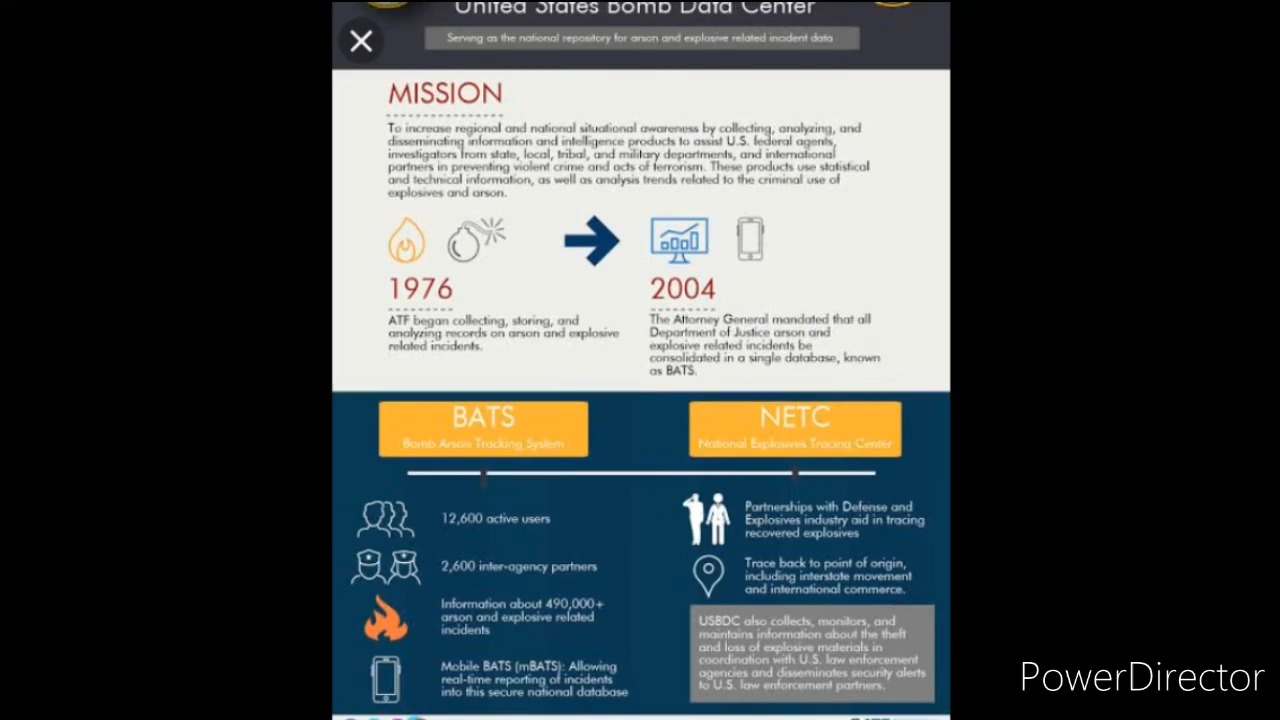 United States Bomb Data Center
Serving as the national repository for arson and explosive related incident data
MISSION
To increase regional and national situational awareness by collecting, analyzing, and
disseminating information and intelligence products to assist U.S. federal agents,
investigators from state, local, tribal, and military departments, and international
partners in preventing violent crime and acts of terrorism. These products use statistical
and technical information, as well as analysis trends related to the criminal use of
explosives and arson.
1976
ATF began collecting, storing, and
analyzing records on arson and explosive
related incidents.
2004
The Attorney General mandated that all
Department of Justice arson and
explosive related incidents be
consolidated in a single database, known
as BATS.
BATS
Bomb Arson Tracking System
12,600 active users
2,600 inter-agency partners
Information about 490,000+
arson and explosive related
incidents
Mobile BATS (mBATS): Allowing
real-time reporting of incidents
into this secure national database
NETC
National Explosives Tracing Center
Partnerships with Defense and
Explosives industry aid in tracing
recovered explosives
Trace back to point of origin,
including interstate movement
and international commerce.
USBDC also collects, monitors, and
maintains information about the theft
and loss of explosive materials in
coordination with U.S. law enforcement
agencies and disseminates security alerts
to U.S. law enforcement partners.
PowerDirector